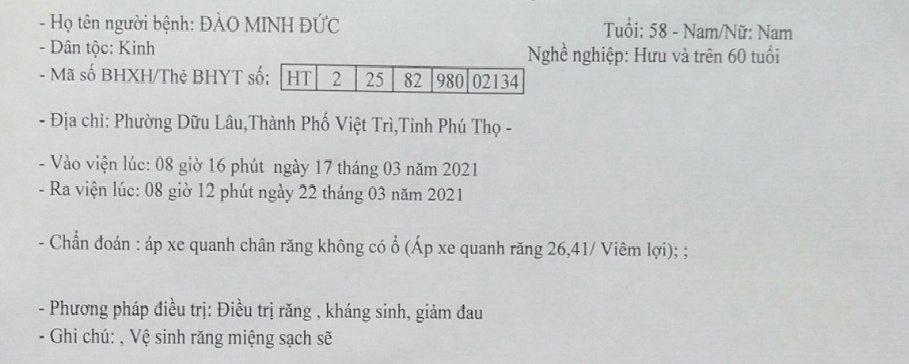 - Họ tên người bệnh: ĐÀO MINH ĐỨC
Tuổi: 58 - Nam/Nữ: Nam
- Dân tộc: Kinh
Nghề nghiệp: Hưu và trên 60 tuổi
- Mã số BHXH/Thẻ BHYT số: HT 2 25 82 980 02134
- Địa chỉ: Phường Dữu Lâu,Thành Phố Việt Trì,Tỉnh Phú Thọ -
- Vào viện lúc: 08 giờ 16 phút ngày 17 tháng 03 năm 2021
- Ra viện lúc: 08 giờ 12 phút ngày 22 tháng 03 năm 2021
- Chẩn đoán : áp xe quanh chân răng không có ổ (Áp xe quanh răng 26,41/ Viêm lợi); ;
- Phương pháp điều trị: Điều trị răng , kháng sinh, giảm đau
- Ghi chú: , Vệ sinh răng miệng sạch sẽ